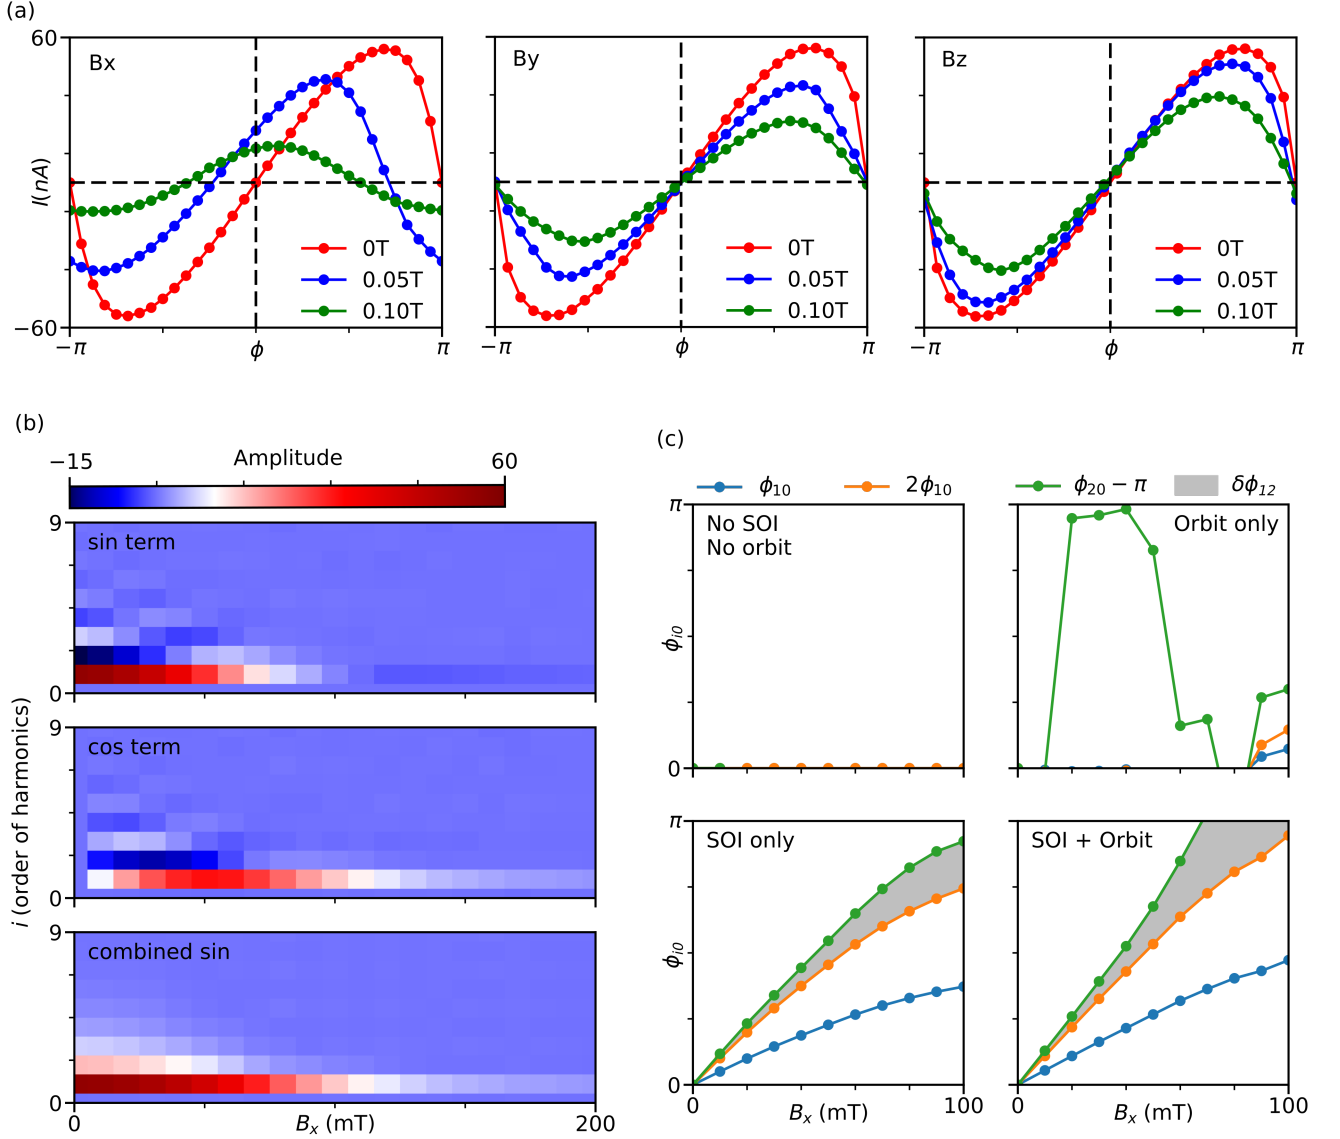 (a)
60
Bx
By
Bz
I(nA)
0T
0.05T
0.10T
0T
0.05T
0.10T
0T
0.05T
0.10T
−60
−π ϕ π
−π ϕ π
−π ϕ π
(b)
−15 Amplitude 60
9
sin term
0
9
cos term
0
9
combined sin
0
i (order of harmonics)
0 Bₓ (mT) 200
(c)
ϕ₁₀ 2ϕ₁₀ ϕ₂₀ − π δϕ₁₂
π
No SOI
No orbit
Orbit only
ϕᵢ₀
0
π
SOI only
SOI + Orbit
ϕᵢ₀
0
0 Bₓ (mT) 100
0 Bₓ (mT) 100